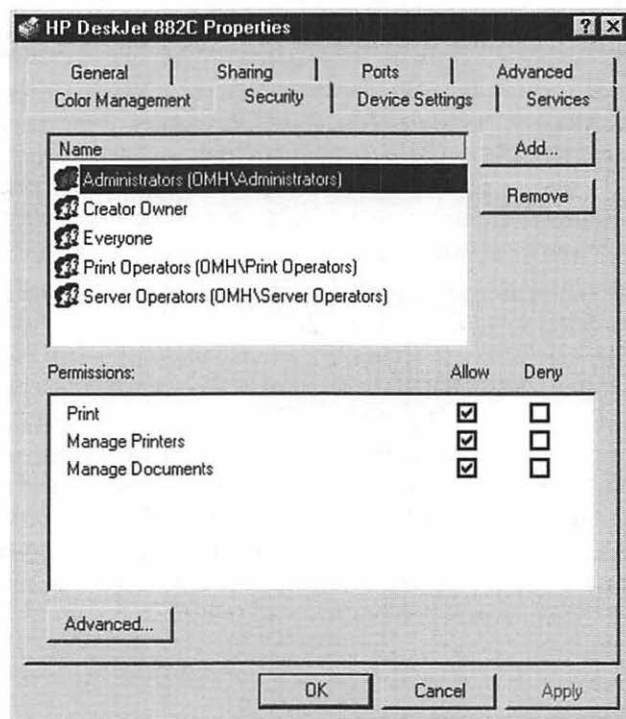 HP DeskJet 882C Properties
General Sharing Ports Advanced
Color Management Security Device Settings Services
Name
Add...
Administrators (OMH\Administrators)
Remove
Creator Owner
Everyone
Print Operators (OMH\Print Operators)
Server Operators (OMH\Server Operators)
Permissions: Allow Deny
Print
Manage Printers
Manage Documents
Advanced...
OK Cancel Apply